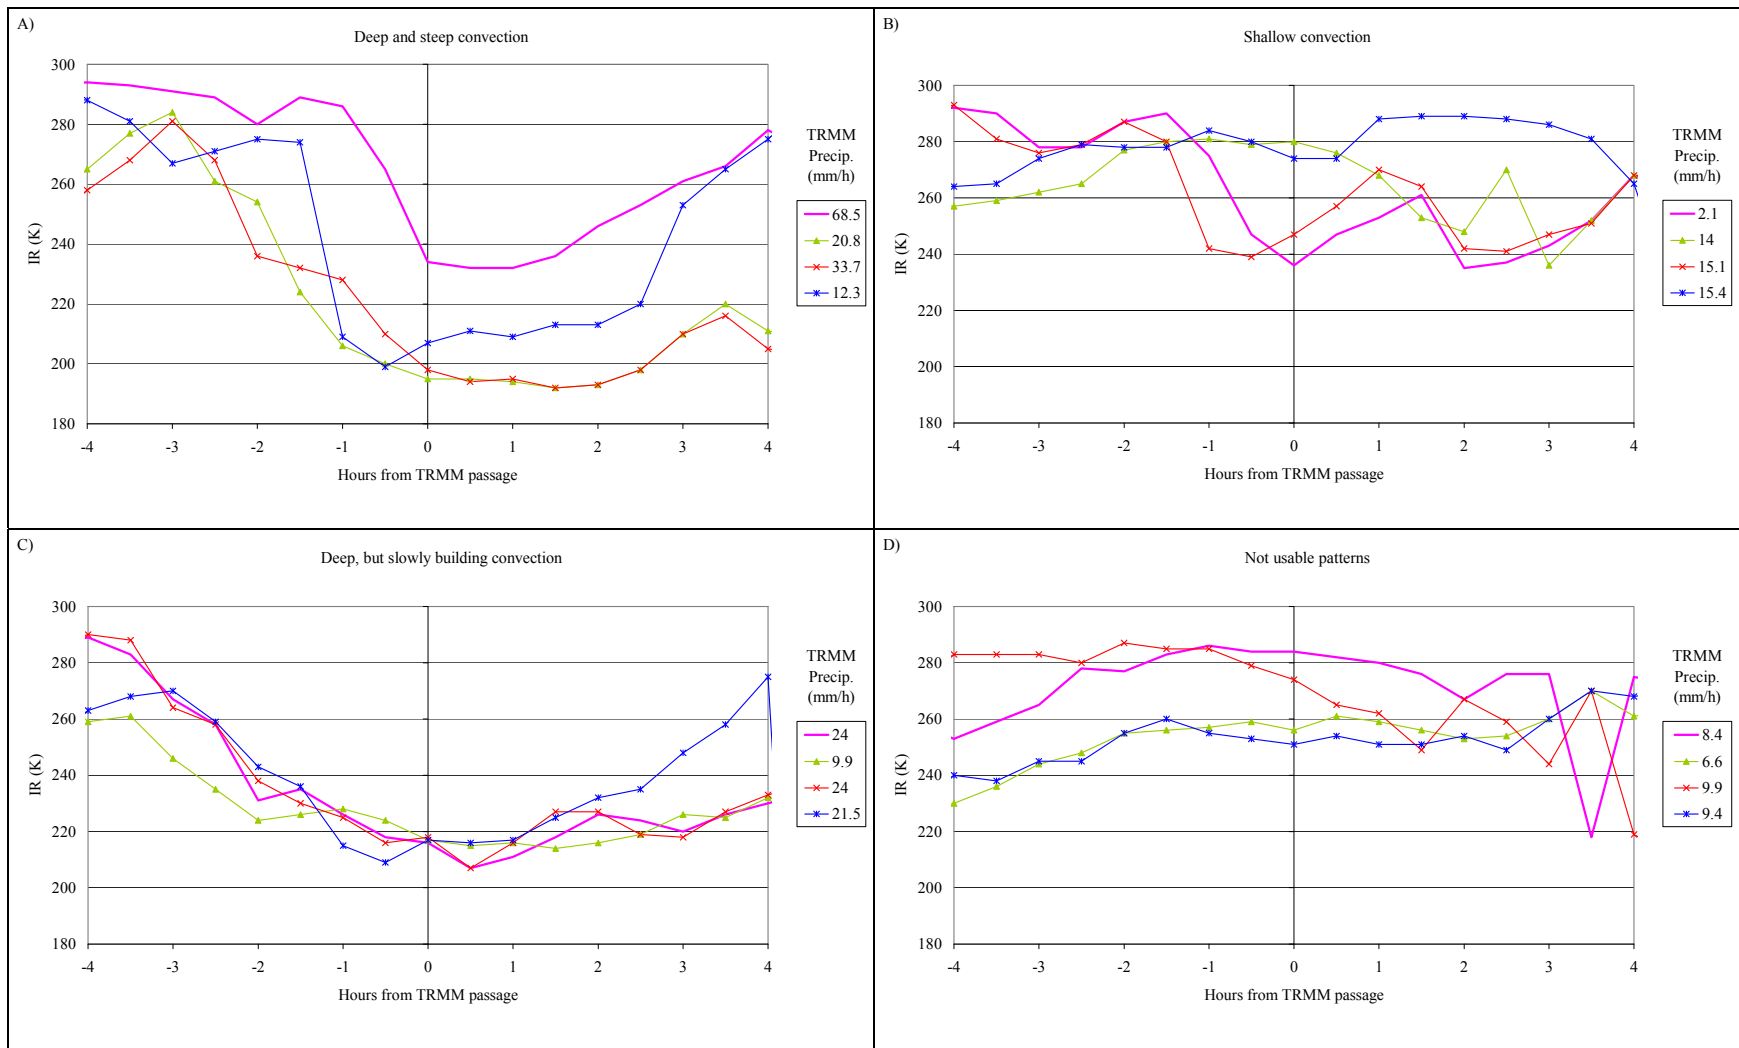 A)
Deep and steep convection
300
280
260
240
220
200
180
IR (K)
-4 -3 -2 -1 0 1 2 3 4
Hours from TRMM passage
TRMM
Precip.
(mm/h)
68.5
20.8
33.7
12.3
B)
Shallow convection
300
280
260
240
220
200
180
IR (K)
-4 -3 -2 -1 0 1 2 3 4
Hours from TRMM passage
TRMM
Precip.
(mm/h)
2.1
14
15.1
15.4
C)
Deep, but slowly building convection
300
280
260
240
220
200
180
IR (K)
-4 -3 -2 -1 0 1 2 3 4
Hours from TRMM passage
TRMM
Precip.
(mm/h)
24
9.9
24
21.5
D)
Not usable patterns
300
280
260
240
220
200
180
IR (K)
-4 -3 -2 -1 0 1 2 3 4
Hours from TRMM passage
TRMM
Precip.
(mm/h)
8.4
6.6
9.9
9.4